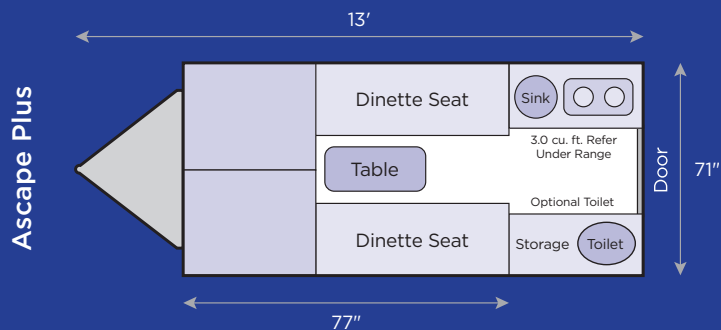 Ascape Plus
13'
Dinette Seat
Sink
3.0 cu. ft. Refer
Under Range
Table
Door
71"
Optional Toilet
Dinette Seat
Storage
Toilet
77"